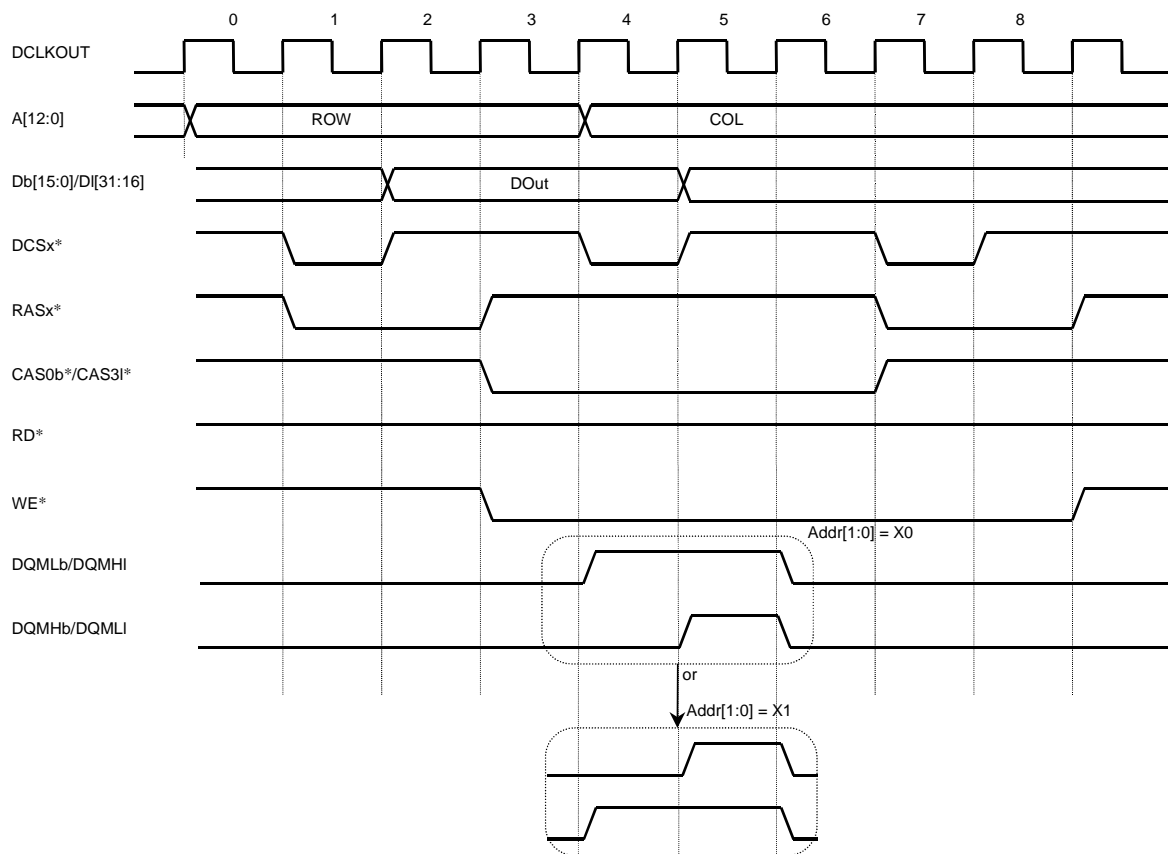 0 1 2 3 4 5 6 7 8
DCLKOUT
A[12:0] ROW COL
Db[15:0]/Dl[31:16] DOut
DCSx*
RASx*
CAS0b*/CAS3l*
RD*
WE*
Addr[1:0] = X0
DQMLb/DQMHl
DQMHb/DQMLl
or
Addr[1:0] = X1